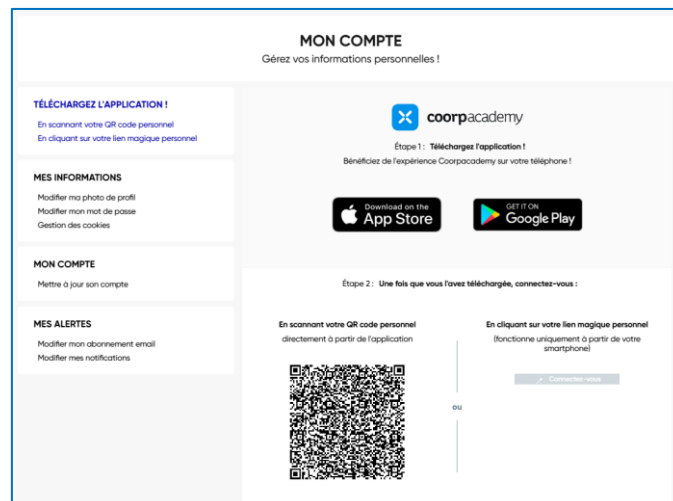 MON COMPTE
Gérez vos informations personnelles !
TÉLÉCHARGEZ L'APPLICATION !
En scannant votre QR code personnel
En cliquant sur votre lien magique personnel
MES INFORMATIONS
Modifier ma photo de profil
Modifier mon mot de passe
Gestion des cookies
MON COMPTE
Mettre à jour son compte
MES ALERTES
Modifier mon abonnement email
Modifier mes notifications
coorpacademy
Étape 1 : Téléchargez l'application !
Bénéficiez de l'expérience Coorpacademy sur votre téléphone !
Download on the
App Store
GET IT ON
Google Play
Étape 2 : Une fois que vous l'avez téléchargée, connectez-vous :
En scannant votre QR code personnel
directement à partir de l'application
ou
En cliquant sur votre lien magique personnel
(fonctionne uniquement à partir de votre
smartphone)
Connectez-vous